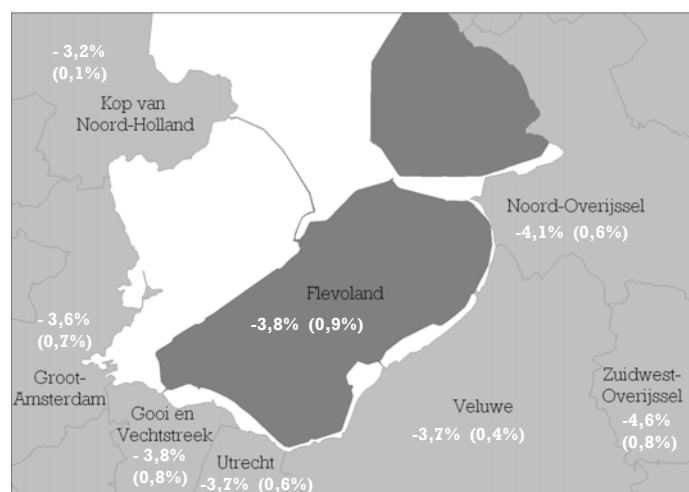 - 3,2%
(0,1%)
Kop van
Noord-Holland
Noord-Overijssel
-4,1% (0,6%)
Flevoland
-3,8% (0,9%)
- 3,6%
(0,7%)
Groot-
Amsterdam
Zuidwest-
Overijssel
-4,6%
(0,8%)
Veluwe
-3,7% (0,4%)
Gooi en
Vechtstreek
- 3,8%
(0,8%)
Utrecht
-3,7% (0,6%)